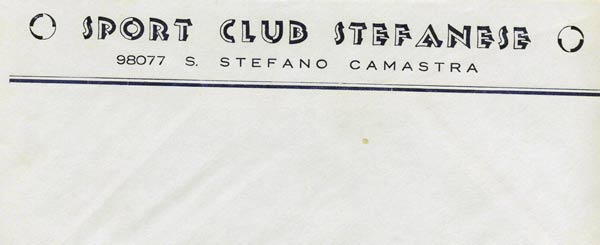 SPORT CLUB STEFANESE
98077 S. STEFANO CAMASTRA